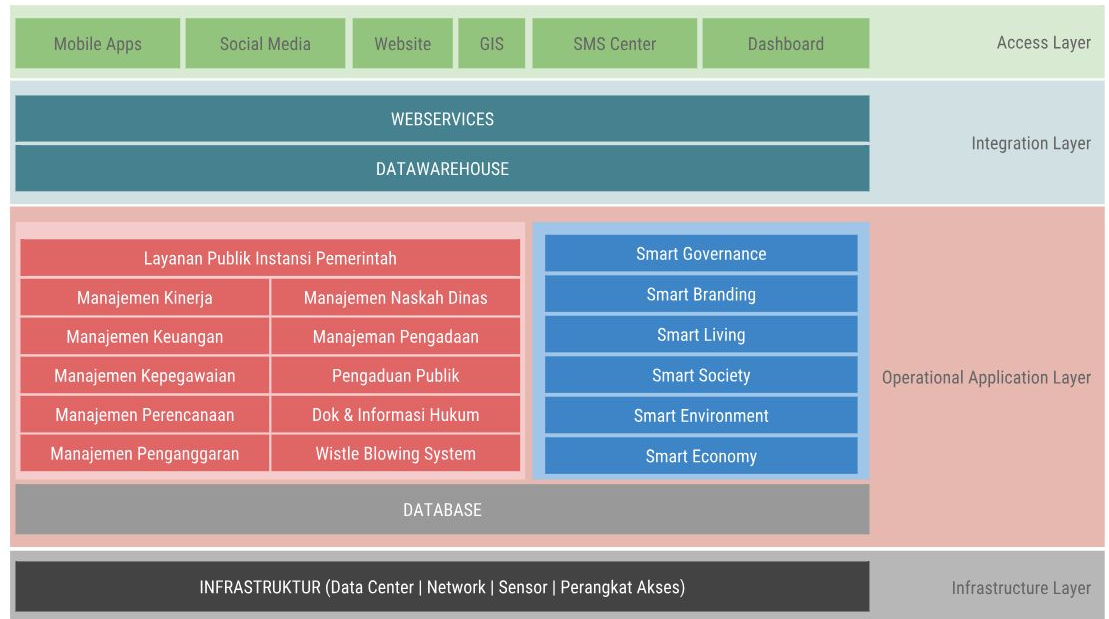 Mobile Apps
Social Media
Website
GIS
SMS Center
Dashboard
Access Layer
WEBSERVICES
DATAWAREHOUSE
Integration Layer
Layanan Publik Instansi Pemerintah
Manajemen Kinerja
Manajemen Naskah Dinas
Manajemen Keuangan
Manajeman Pengadaan
Manajemen Kepegawaian
Pengaduan Publik
Manajemen Perencanaan
Dok & Informasi Hukum
Manajemen Penganggaran
Wistle Blowing System
Smart Governance
Smart Branding
Smart Living
Smart Society
Smart Environment
Smart Economy
Operational Application Layer
DATABASE
INFRASTRUKTUR (Data Center | Network | Sensor | Perangkat Akses)
Infrastructure Layer